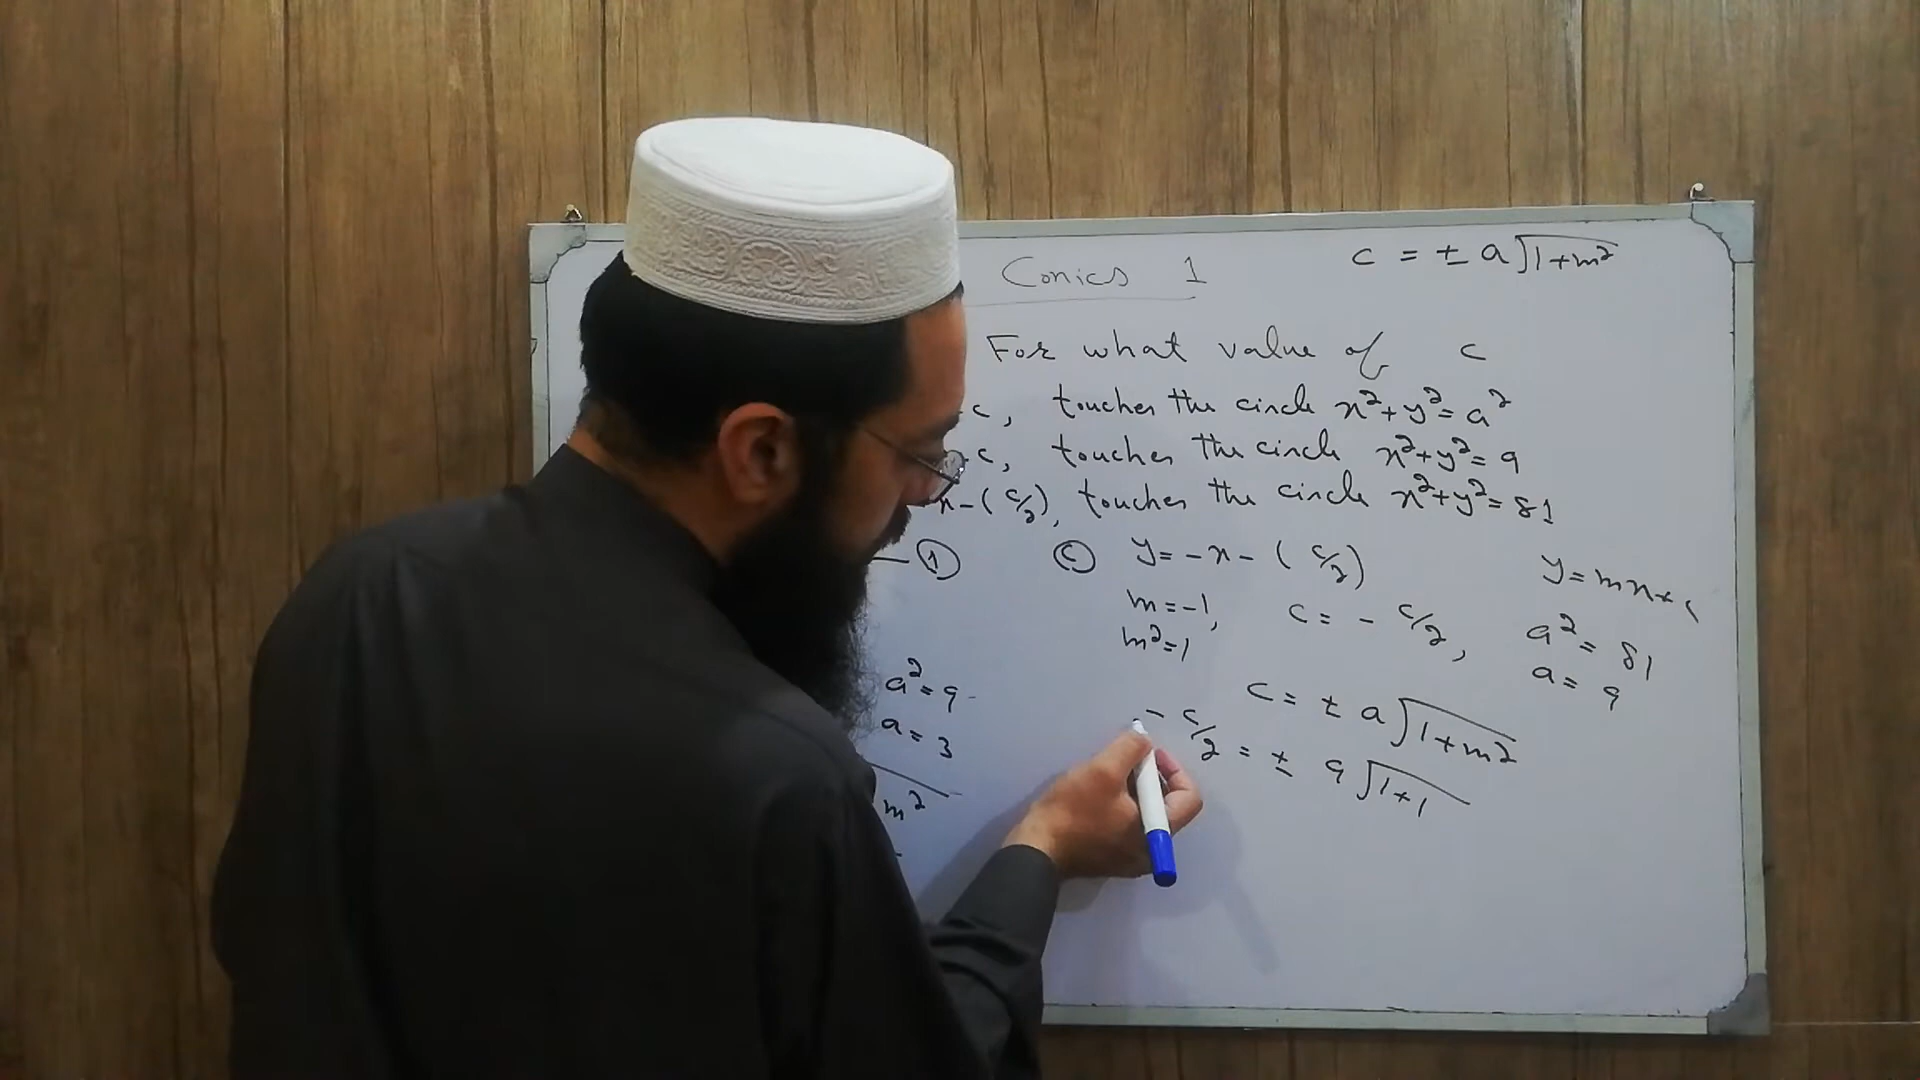 Conics 1
c = ± a√1+m²
For what value of c
c, touches the circle x²+y²=a²
c, touches the circle x²+y²=9
x-(c/2), touches the circle x²+y²=81
①
ⓒ y=-x-(c/2)
y=mx+c
m=-1, c=-c/2,
m²=1
a²=81
a=9
a²=9
a=3
m²
c=±a√1+m²
-c/2=±9√1+1